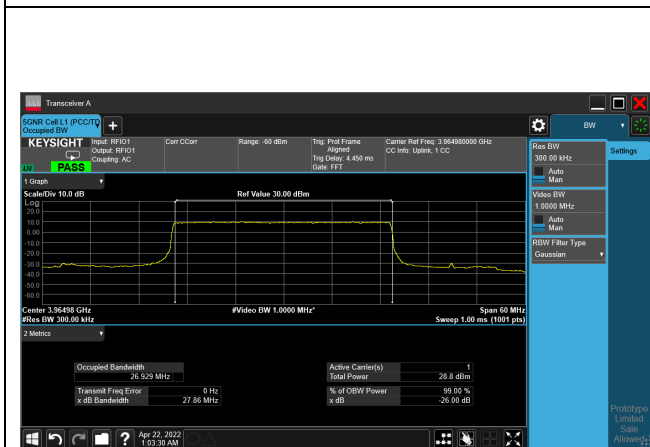 Transceiver A
5GNR Cell L1 (PCC/TD
Occupied BW
BW
KEYSIGHT
PASS
Input: RFIO1
Output: RFIO1
Coupling: AC
Corr CCorr
Range: -60 dBm
Trig: Prot Frame
Aligned
Trig Delay: 4.450 ms
Gate: FFT
Carrier Ref Freq: 3.964980000 GHz
CC Info: Uplink, 1 CC
Res BW
300.00 kHz
Auto
Man
Video BW
1.0000 MHz
Auto
Man
RBW Filter Type
Gaussian
Settings
1 Graph
Scale/Div 10.0 dB
Ref Value 30.00 dBm
Log
20.0
10.0
0.00
-10.0
-20.0
-30.0
-40.0
-50.0
-60.0
Center 3.96498 GHz
#Video BW 1.0000 MHz*
Span 60 MHz
#Res BW 300.00 kHz
Sweep 1.00 ms (1001 pts)
2 Metrics
Occupied Bandwidth
26.929 MHz
Active Carrier(s) 1
Total Power 28.8 dBm
Transmit Freq Error 0 Hz
x dB Bandwidth 27.86 MHz
% of OBW Power 99.00 %
x dB -26.00 dB
Prototype
Limited
Sale
Allowed
Apr 22, 2022
1:03:30 AM